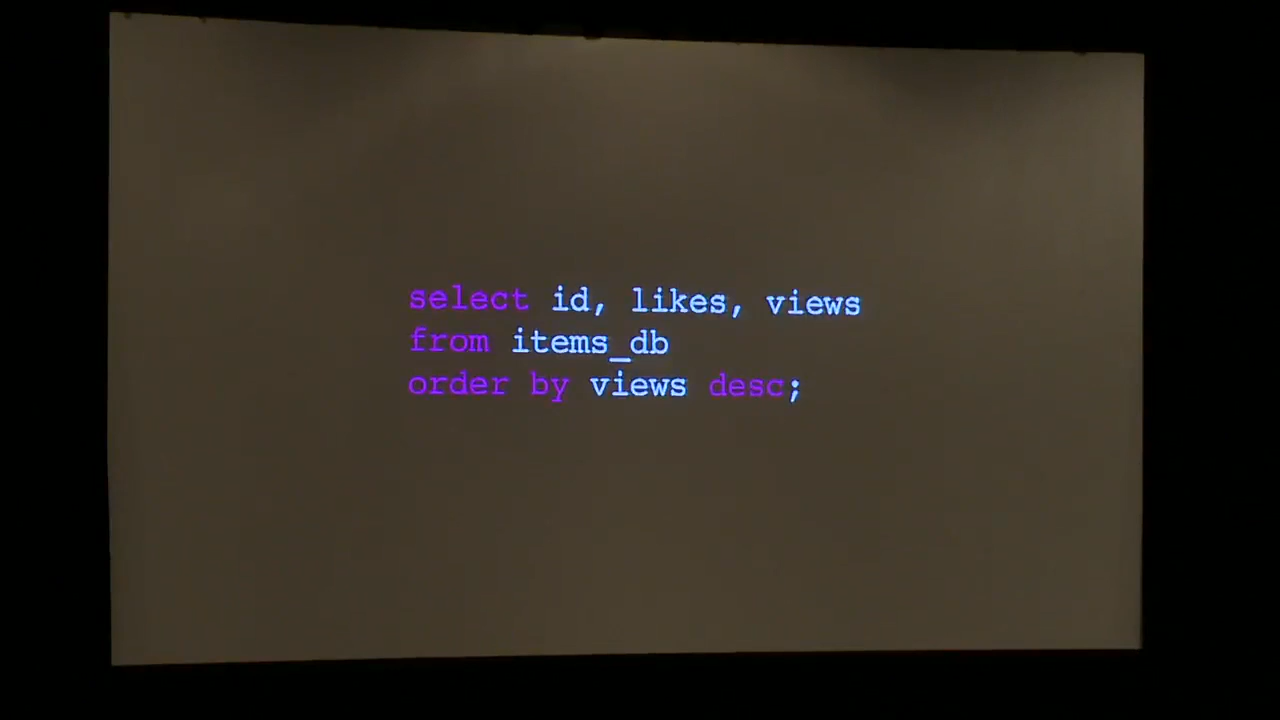 select id, likes, views
from items_db
order by views desc;